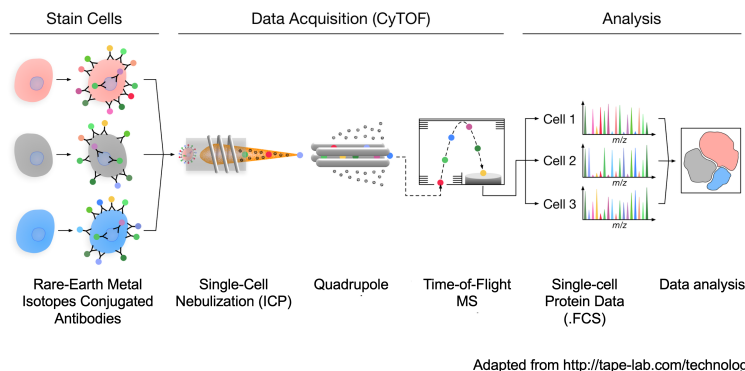 Stain Cells
Data Acquisition (CyTOF)
Analysis
Cell 1
m/z
Cell 2
m/z
Cell 3
m/z
Rare-Earth Metal
Isotopes Conjugated
Antibodies
Single-Cell
Nebulization (ICP)
Quadrupole
Time-of-Flight
MS
Single-cell
Protein Data
(.FCS)
Data analysis
Adapted from http://tape-lab.com/technolog